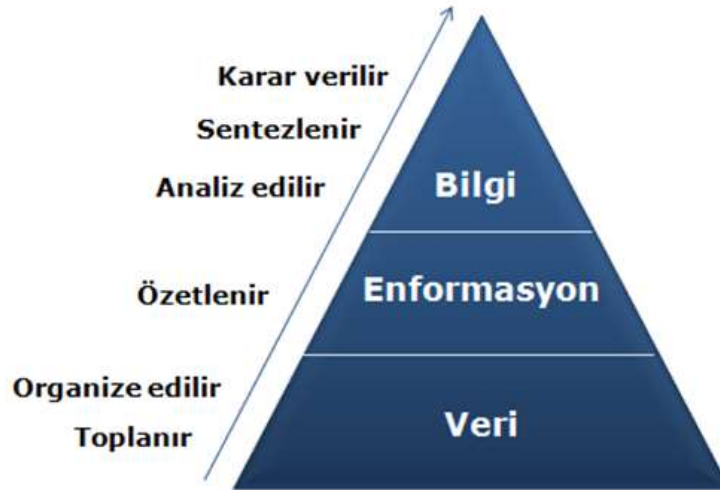 Karar verilir
Sentezlenir
Analiz edilir
Bilgi
Özetlenir
Enformasyon
Organize edilir
Toplanır
Veri